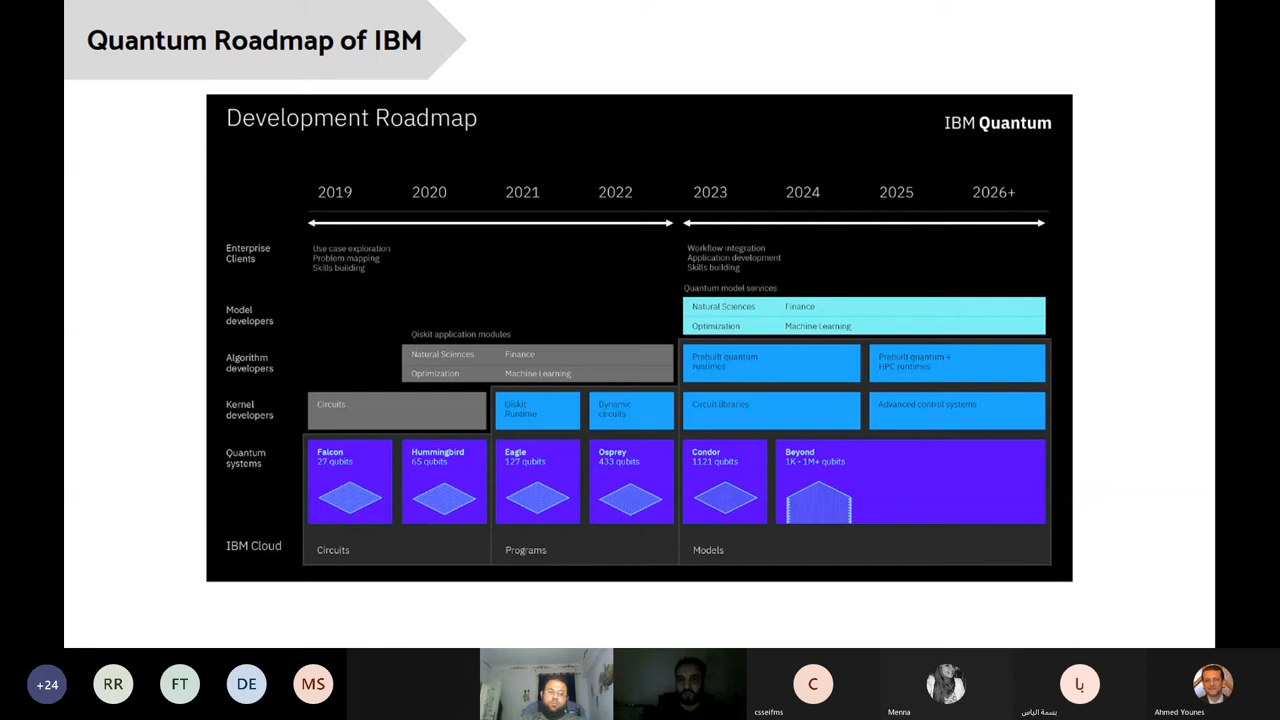 Quantum Roadmap of IBM
Development Roadmap
IBM Quantum
2019 2020 2021 2022 2023 2024 2025 2026+
Enterprise
Clients
Use case exploration
Problem mapping
Skills building
Workflow integration
Application development
Skills building
Model
developers
Quantum model services
Natural Sciences Finance
Optimization Machine Learning
Algorithm
developers
Qiskit application modules
Natural Sciences Finance
Optimization Machine Learning
Prebuilt quantum
runtimes
Prebuilt quantum +
HPC runtimes
Kernel
developers
Circuits
Qiskit
Runtime
Dynamic
circuits
Circuit libraries
Advanced control systems
Quantum
systems
Falcon
27 qubits
Hummingbird
65 qubits
Eagle
127 qubits
Osprey
433 qubits
Condor
1121 qubits
Beyond
1K - 1M+ qubits
IBM Cloud
Circuits
Programs
Models
+24
RR
FT
DE
MS
C
csseifms
Menna
با
بسمة الياس
Ahmed Younes